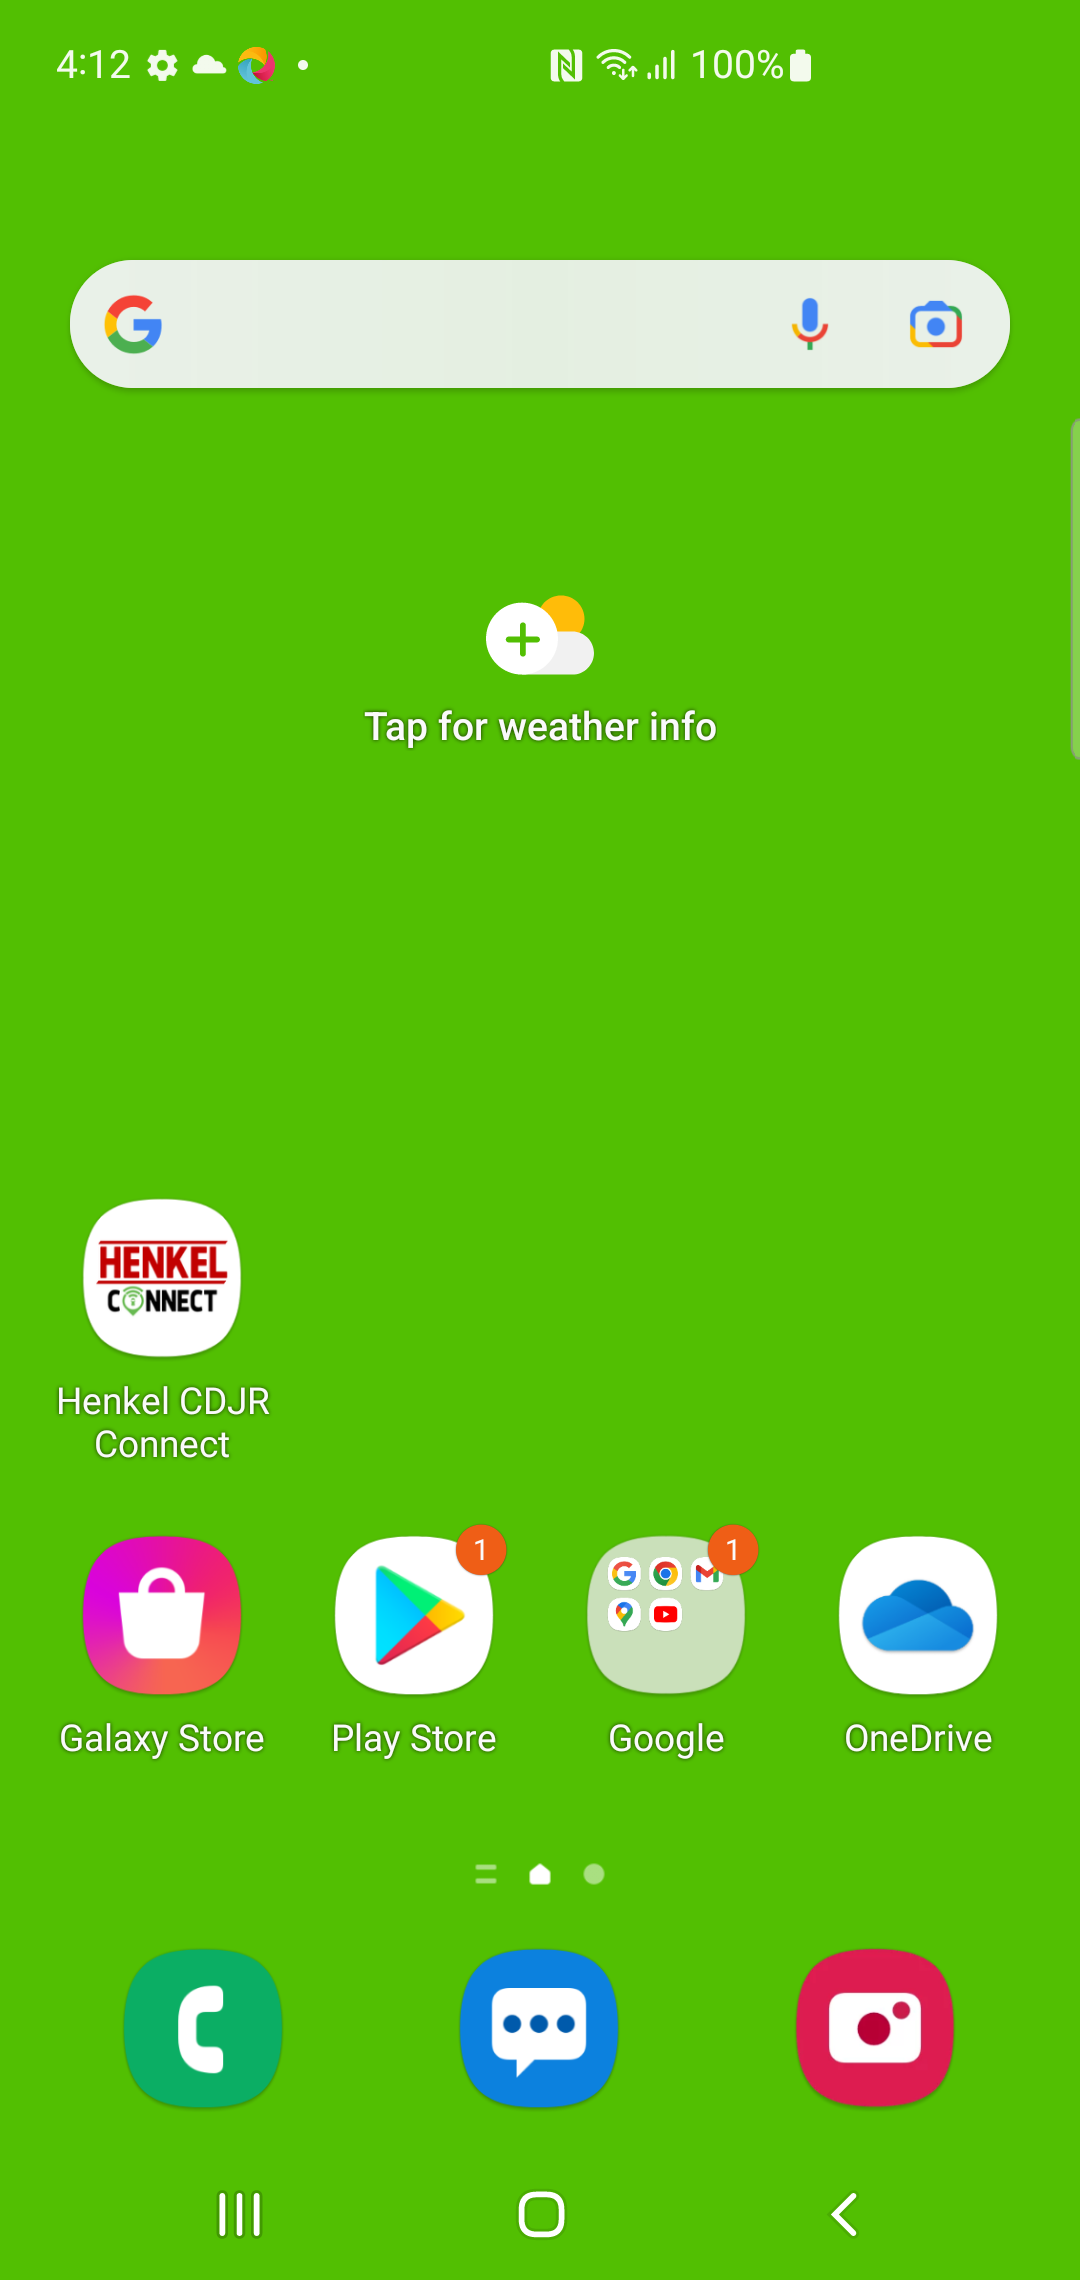 4:12
100%
Tap for weather info
HENKEL
CONNECT
Henkel CDJR
Connect
1
1
Galaxy Store
Play Store
Google
OneDrive